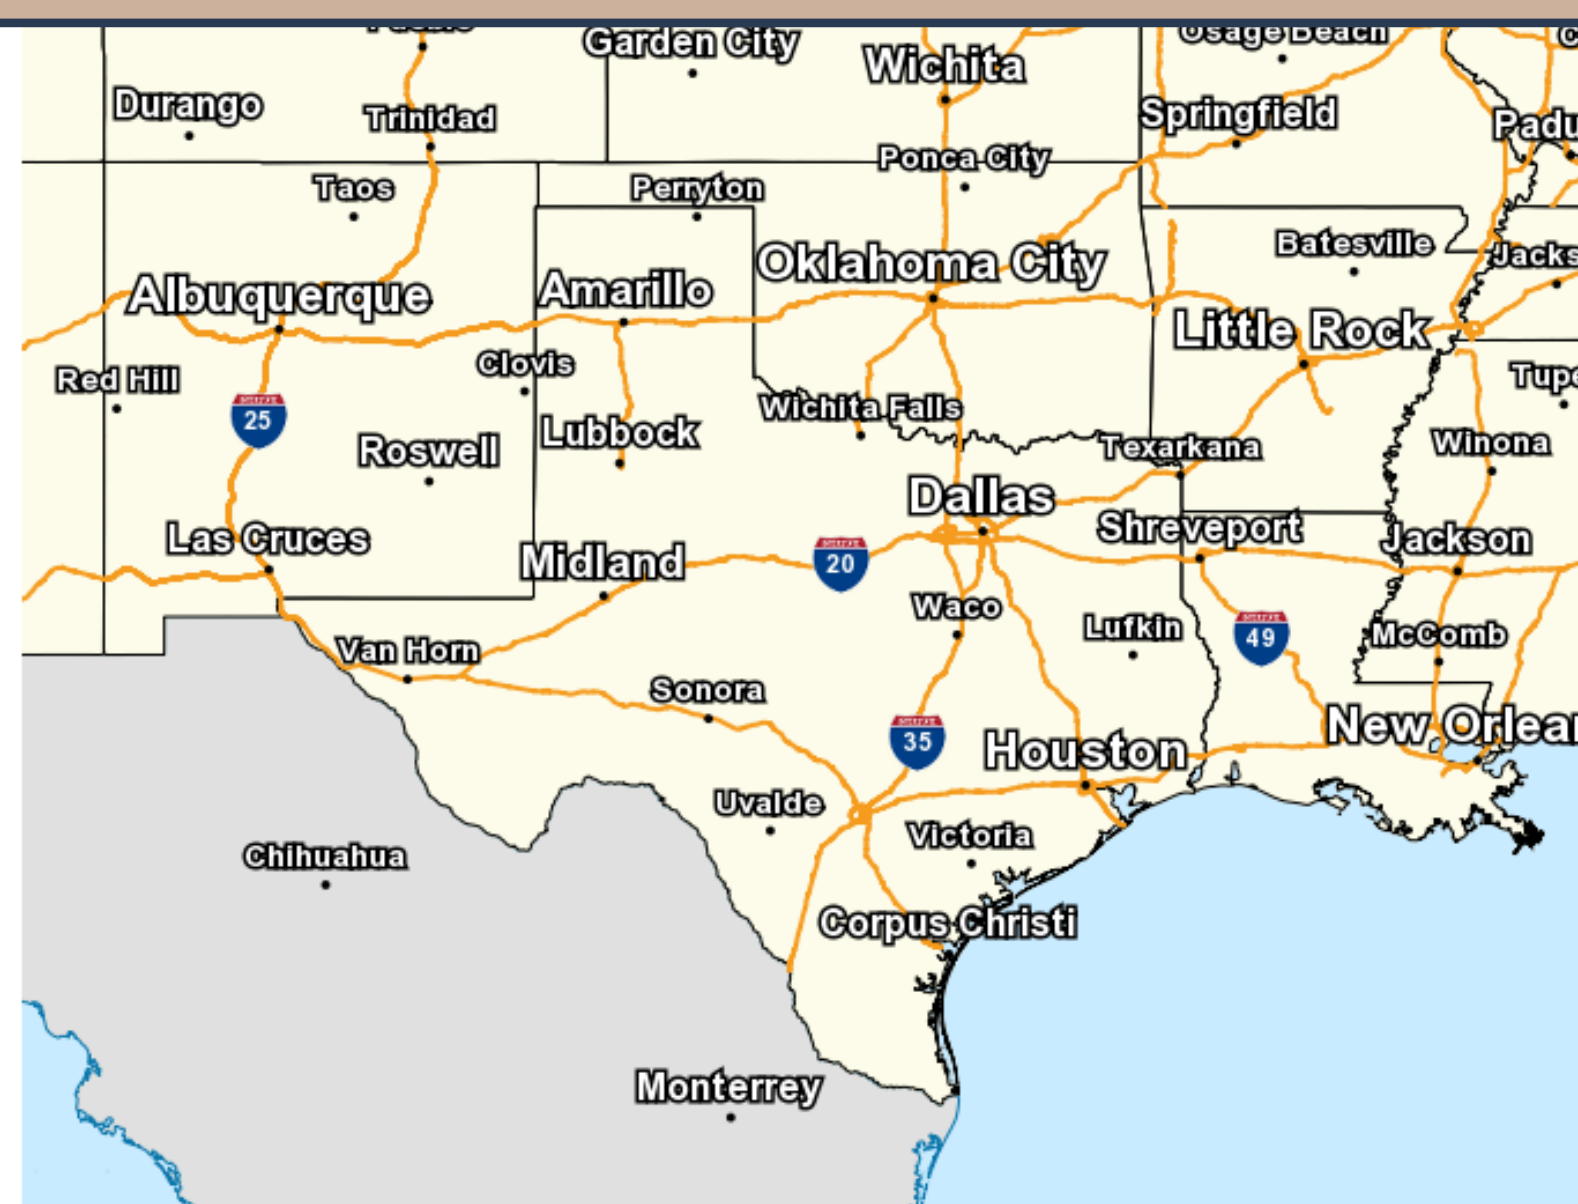 Garden City
Osage Beach
Wichita
Durango
Trinidad
Springfield
Ponca City
Taos
Perryton
Batesville
Oklahoma City
Albuquerque
Amarillo
Little Rock
Clovis
Red Hill
25
Wichita Falls
Lubbock
Roswell
Texarkana
Winona
Dallas
Las Cruces
Shreveport
Jackson
Midland
20
Waco
Lufkin
49
McComb
Van Horn
Sonora
35
Houston
Uvalde
Victoria
Chihuahua
Corpus Christi
Monterrey